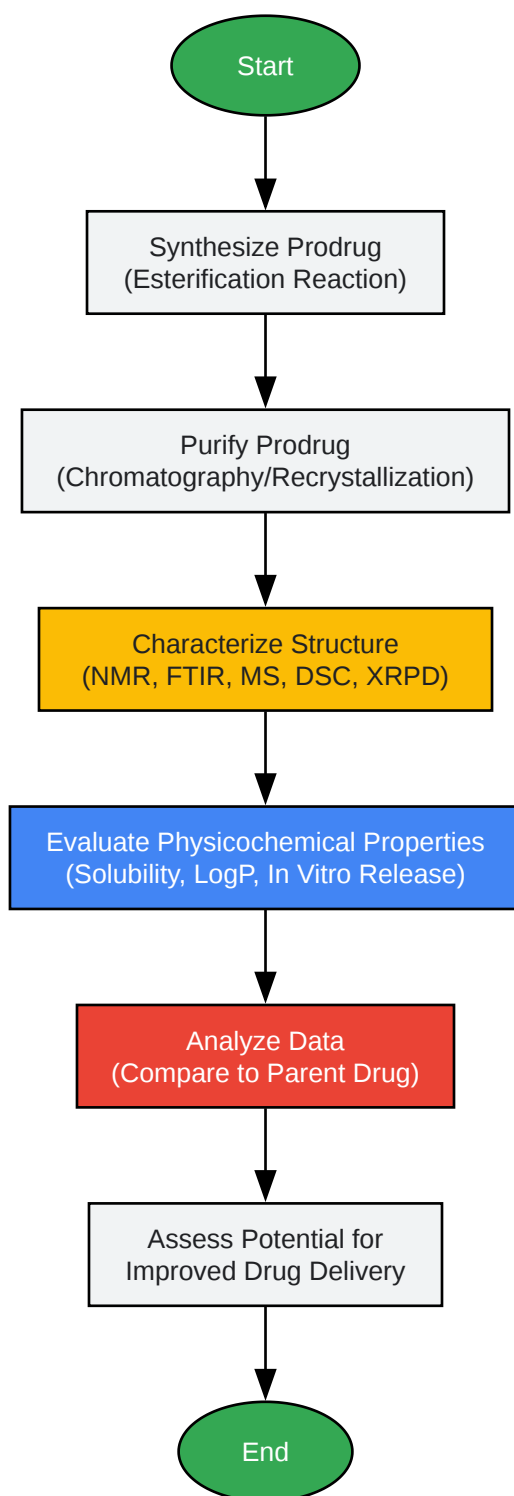 Start
Synthesize Prodrug
(Esterification Reaction)
Purify Prodrug
(Chromatography/Recrystallization)
Characterize Structure
(NMR, FTIR, MS, DSC, XRPD)
Evaluate Physicochemical Properties
(Solubility, LogP, In Vitro Release)
Analyze Data
(Compare to Parent Drug)
Assess Potential for
Improved Drug Delivery
End